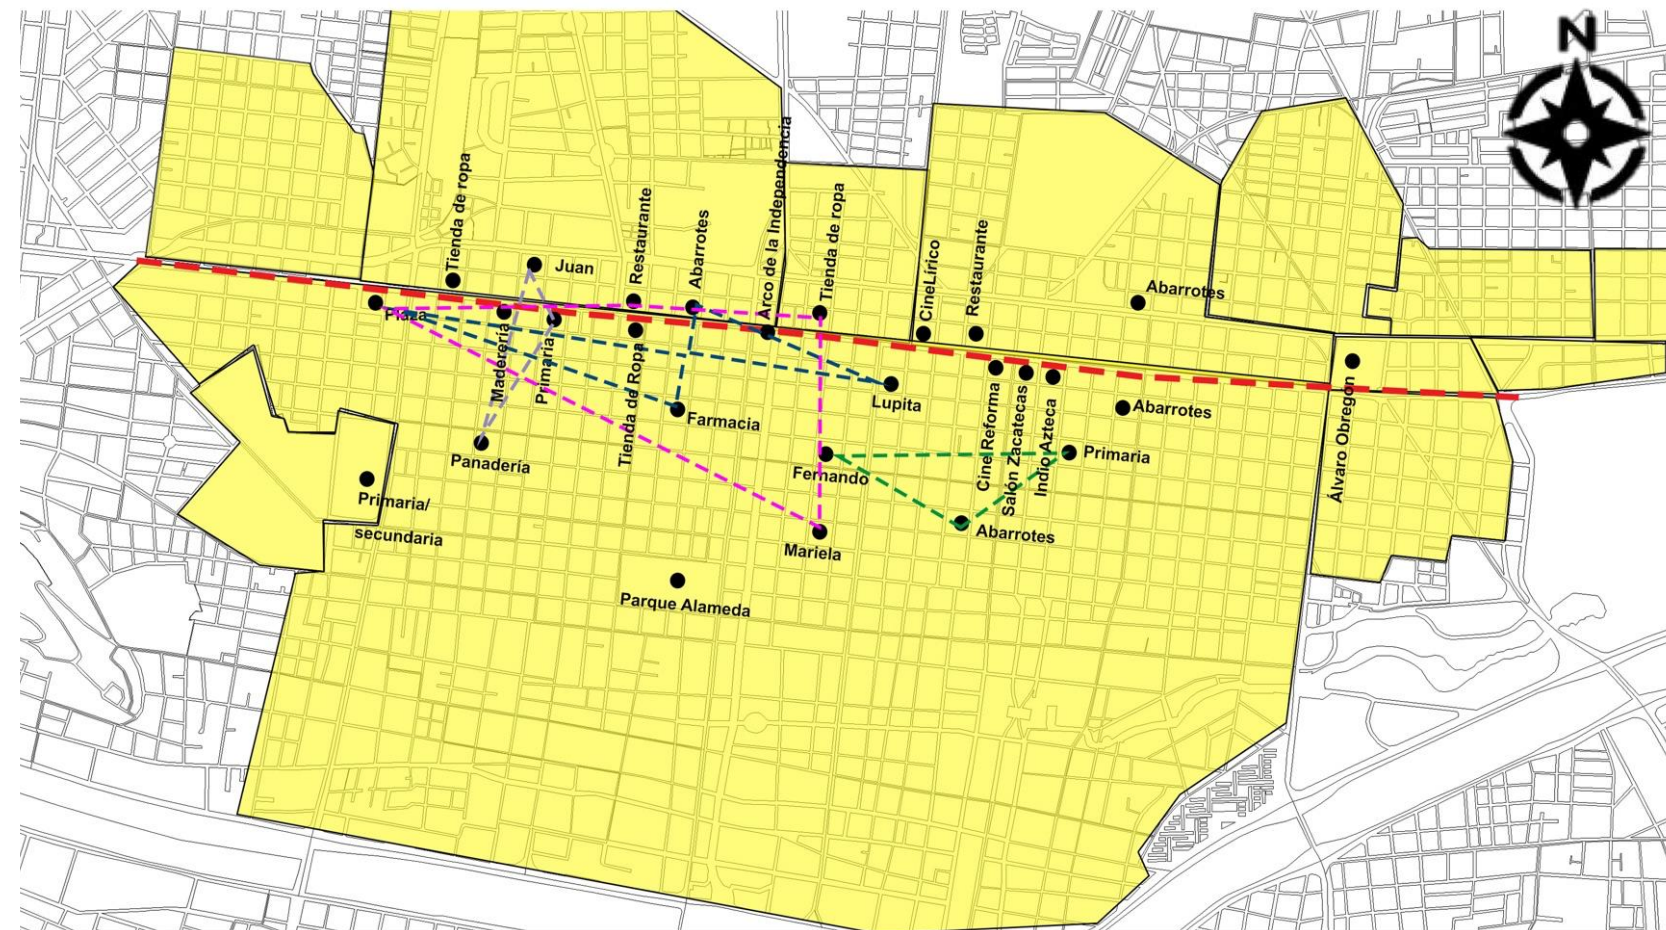 N
Tienda de ropa
Juan
Restaurante
Abarrotes
Arco de la Independencia
Tienda de ropa
CineLírico
Restaurante
Abarrotes
Plaza
Maderería
Primaria
Tienda de Ropa
Farmacia
Lupita
Cine Reforma
Salón Zacatecas
Indio Azteca
Abarrotes
Álvaro Obregón
Panadería
Fernando
Primaria
Primaria/
secundaria
Mariela
Abarrotes
Parque Alameda